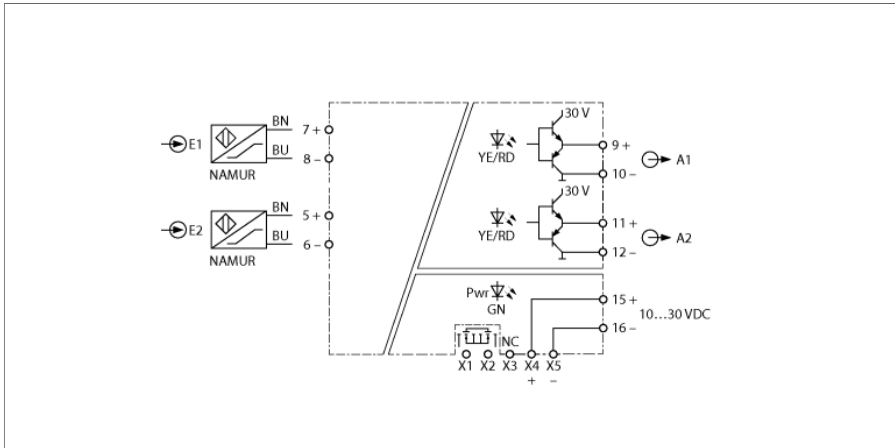 E1
BN
7 +
BU
8 –
NAMUR
E2
BN
5 +
BU
6 –
NAMUR
30 V
YE/RD
9 +
10 –
A1
30 V
YE/RD
11 +
12 –
A2
Pwr
GN
15 +
16 –
10…30 VDC
NC
X1 X2 X3 X4 X5
+ –